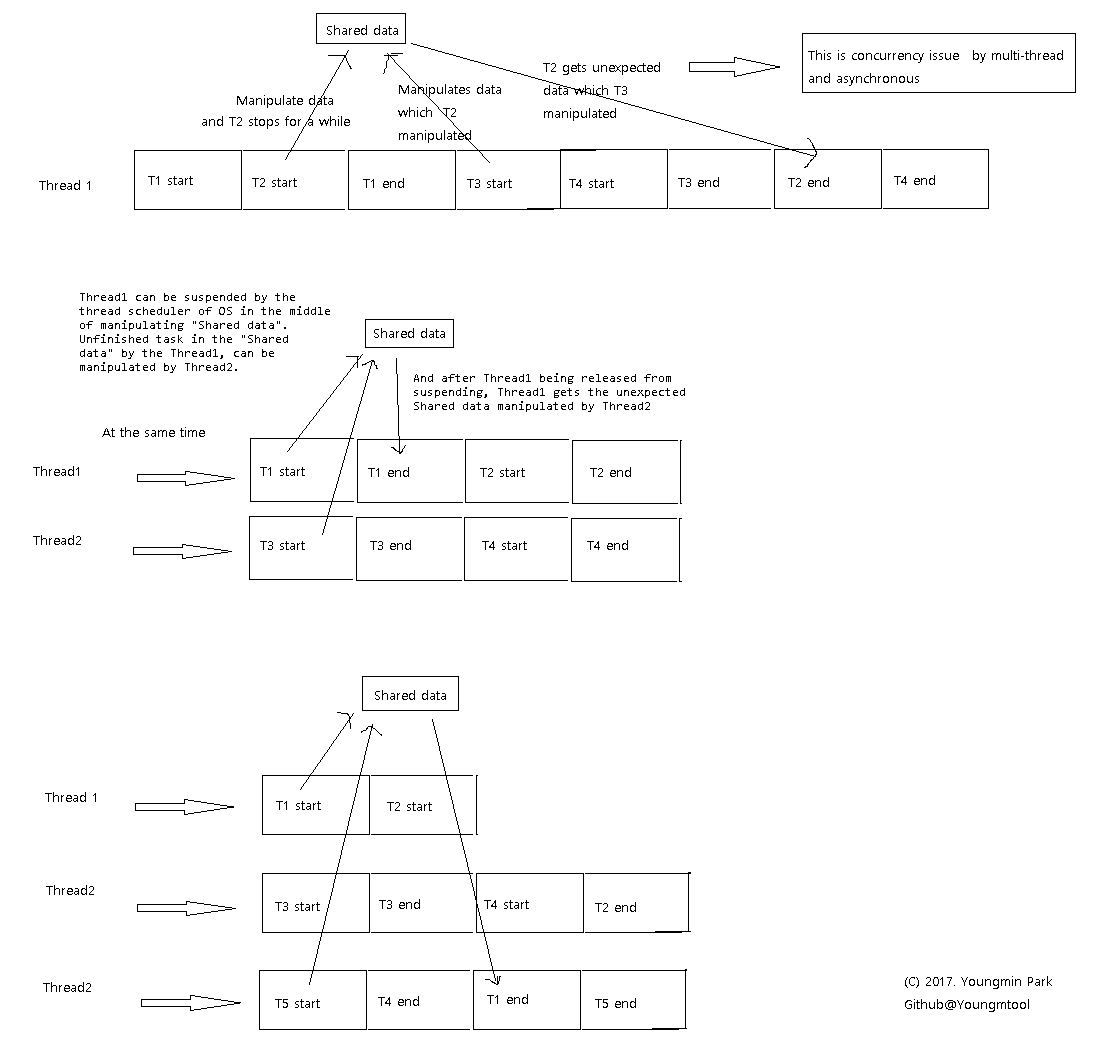 Shared data
This is concurrency issue by multi-thread
and asynchronous
T2 gets unexpected
data which T3
manipulated
Manipulates data
which T2
manipulated
Manipulate data
and T2 stops for a while
Thread 1
T1 start
T2 start
T1 end
T3 start
T4 start
T3 end
T2 end
T4 end
Thread1 can be suspended by the
thread scheduler of OS in the middle
of manipulating "Shared data".
Unfinished task in the "Shared
data" by the Thread1, can be
manipulated by Thread2.
Shared data
And after Thread1 being released from
suspending, Thread1 gets the unexpected
Shared data manipulated by Thread2
At the same time
Thread1
T1 start
T1 end
T2 start
T2 end
Thread2
T3 start
T3 end
T4 start
T4 end
Shared data
Thread 1
T1 start
T2 start
Thread2
T3 start
T3 end
T4 start
T2 end
Thread2
T5 start
T4 end
T1 end
T5 end
(C) 2017. Youngmin Park
Github@Youngmtool